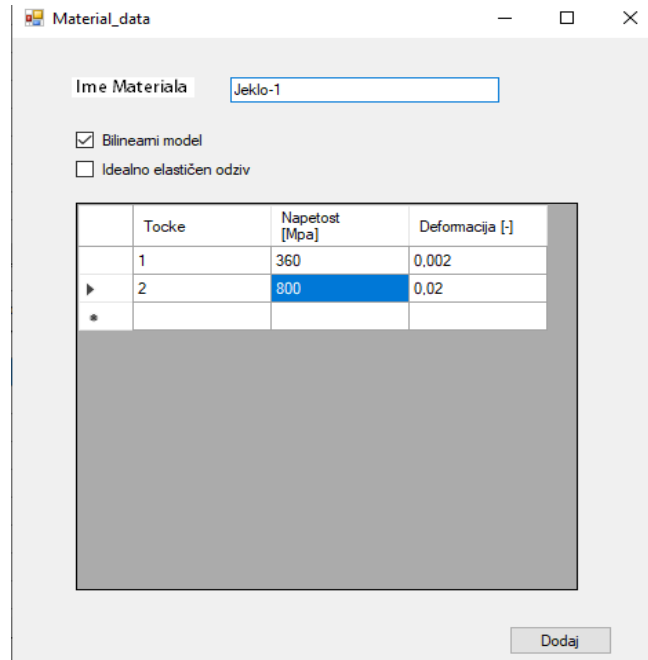 Material_data
Ime Materiala Jeklo-1
Bilinearni model
Idealno elastičen odziv
Tocke Napetost [Mpa] Deformacija [-]
1 360 0,002
2 800 0,02
Dodaj